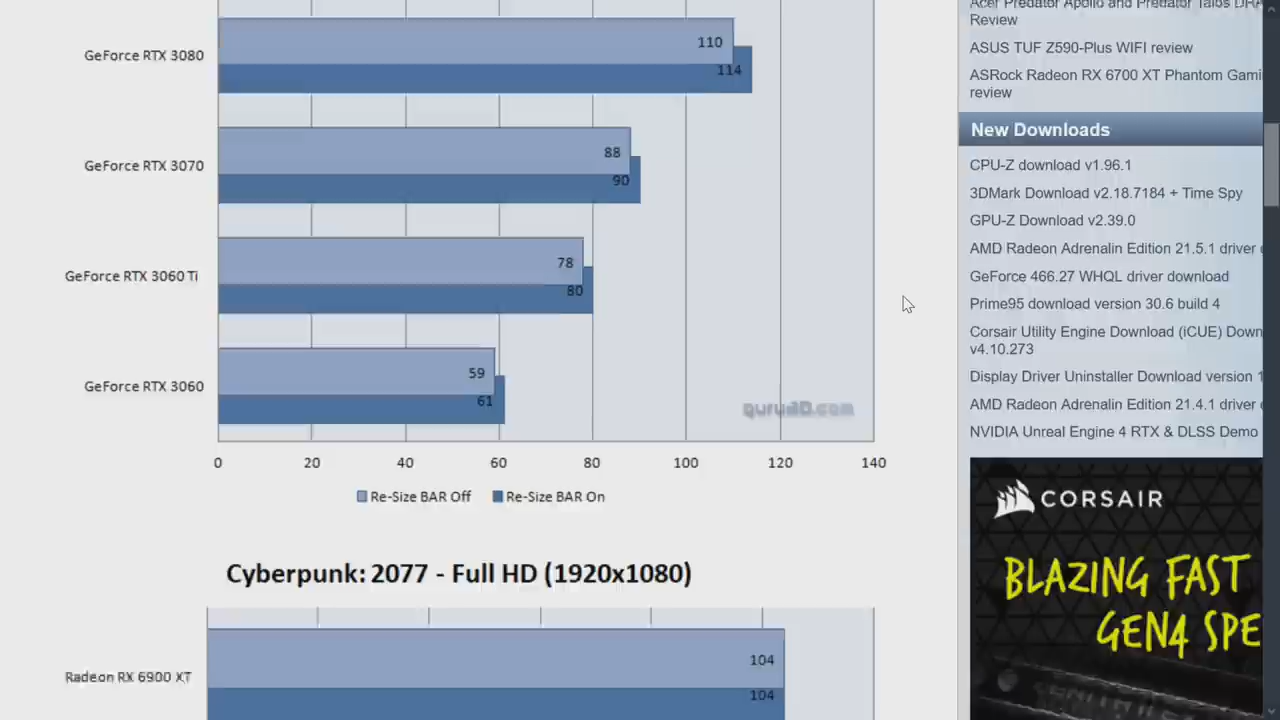 GeForce RTX 3080
110
114
GeForce RTX 3070
88
90
GeForce RTX 3060 Ti
78
80
GeForce RTX 3060
59
61
guru3D.com
0 20 40 60 80 100 120 140
Re-Size BAR Off Re-Size BAR On
Cyberpunk: 2077 - Full HD (1920x1080)
Radeon RX 6900 XT
104
104
Acer Predator Apollo and Predator Talos DRA
Review
ASUS TUF Z590-Plus WIFI review
ASRock Radeon RX 6700 XT Phantom Gami
review
New Downloads
CPU-Z download v1.96.1
3DMark Download v2.18.7184 + Time Spy
GPU-Z Download v2.39.0
AMD Radeon Adrenalin Edition 21.5.1 driver
GeForce 466.27 WHQL driver download
Prime95 download version 30.6 build 4
Corsair Utility Engine Download (iCUE) Down
v4.10.273
Display Driver Uninstaller Download version 1
AMD Radeon Adrenalin Edition 21.4.1 driver
NVIDIA Unreal Engine 4 RTX & DLSS Demo
CORSAIR
BLAZING FAST
GEN4 SPE